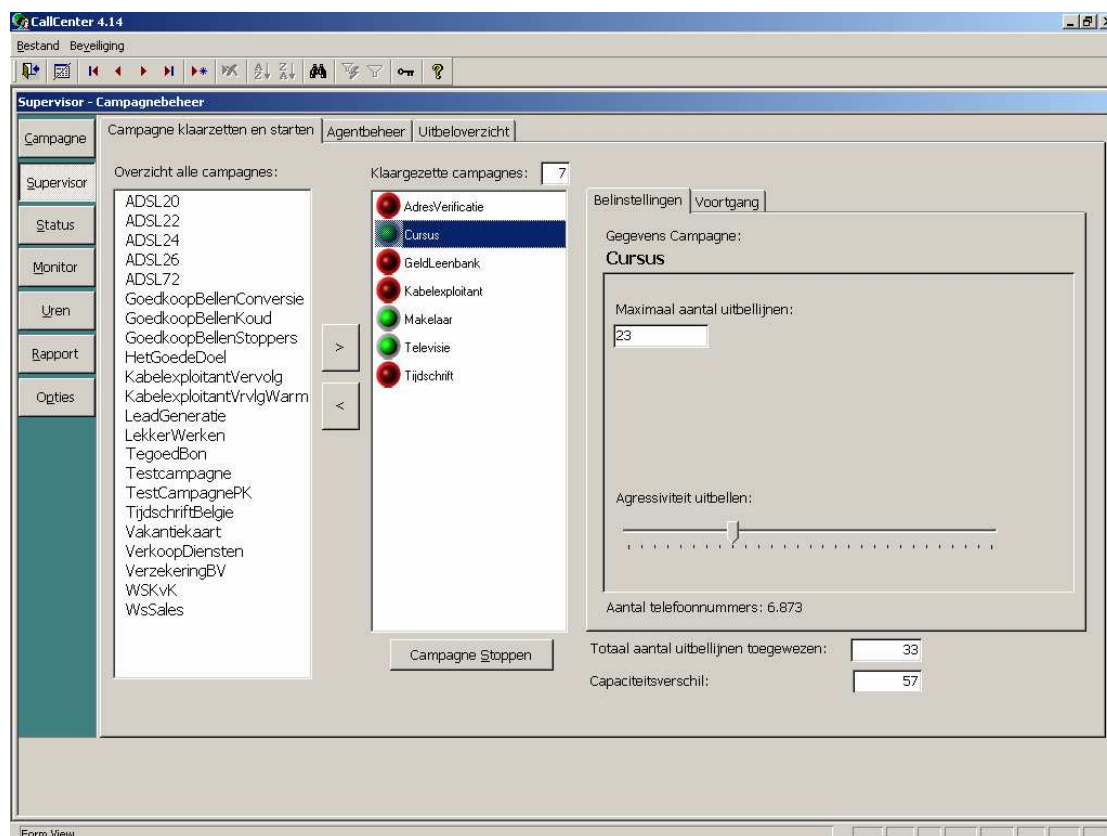 CallCenter 4.14
Bestand Beveiliging
Supervisor - Campagnebeheer
Campagne
Supervisor
Status
Monitor
Uren
Rapport
Opties
Campagne klaarzetten en starten Agentbeheer Uitbeloverzicht
Overzicht alle campagnes:
ADSL20
ADSL22
ADSL24
ADSL26
ADSL72
GoedkoopBellenConversie
GoedkoopBellenKoud
GoedkoopBellenStoppers
HetGoedeDoel
KabelexploitantVervolg
KabelexploitantVrvlgWarm
LeadGeneratie
LekkerWerken
TegoedBon
Testcampagne
TestCampagnePK
TijdschriftBelgie
Vakantiekaart
VerkoopDiensten
VerzekeringBV
WSKvK
WsSales
>
<
Klaargezette campagnes: 7
AdresVerificatie
Cursus
GeldLeenbank
Kabelexploitant
Makelaar
Televisie
Tijdschrift
Campagne Stoppen
Belinstellingen Voortgang
Gegevens Campagne:
Cursus
Maximaal aantal uitbellijnen:
23
Agressiviteit uitbellen:
Aantal telefoonnummers: 6.873
Totaal aantal uitbellijnen toegewezen: 33
Capaciteitsverschil: 57
Form View